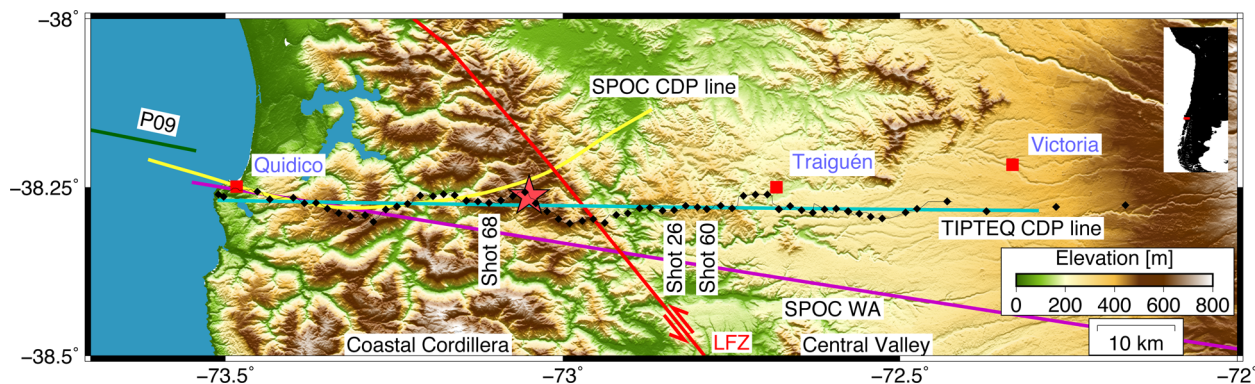 −38°
SPOC CDP line
P09
Quidico
Traiguén
Victoria
−38.25
TIPTEQ CDP line
Shot 68
Shot 26
Shot 60
Elevation [m]
0 200 400 600 800
SPOC WA
10 km
Coastal Cordillera
LFZ
Central Valley
−38.5
−73.5 −73 −72.5 −72